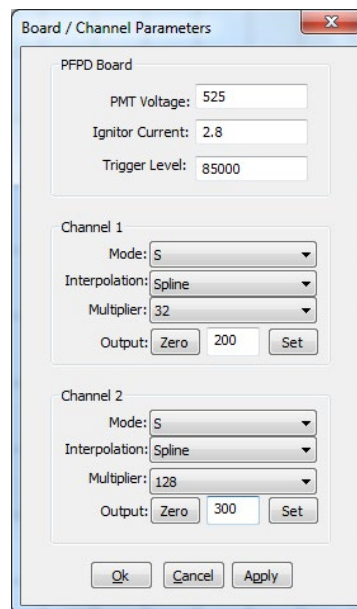 Board / Channel Parameters
PFPD Board
PMT Voltage: 525
Ignitor Current: 2.8
Trigger Level: 85000
Channel 1
Mode: S
Interpolation: Spline
Multiplier: 32
Output: Zero 200 Set
Channel 2
Mode: S
Interpolation: Spline
Multiplier: 128
Output: Zero 300 Set
Ok Cancel Apply